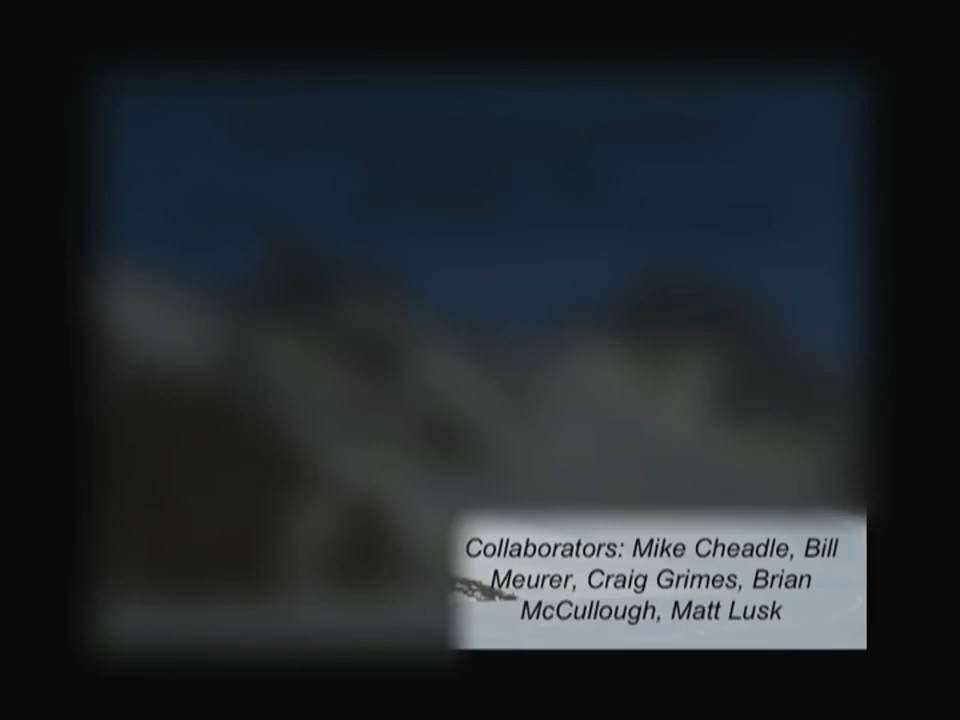 Collaborators: Mike Cheadle, Bill
Meurer, Craig Grimes, Brian
McCullough, Matt Lusk